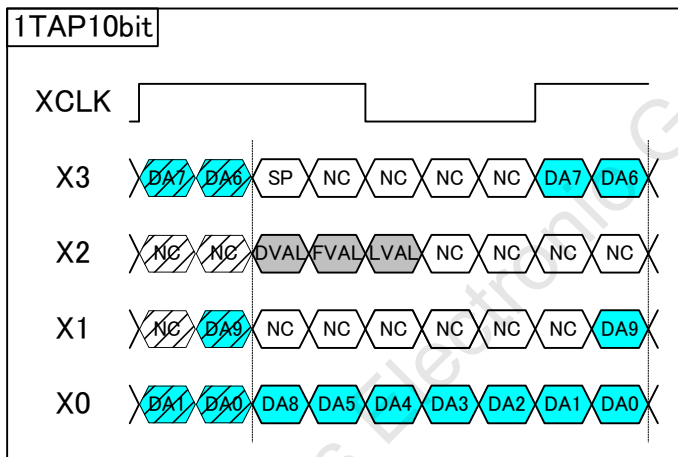 1TAP10bit
XCLK
X3 DA7 DA6 SP NC NC NC NC DA7 DA6
X2 NC NC DVAL FVAL LVAL NC NC NC NC
X1 NC DA9 NC NC NC NC NC NC DA9
X0 DA1 DA0 DA8 DA5 DA4 DA3 DA2 DA1 DA0
s Electronic G